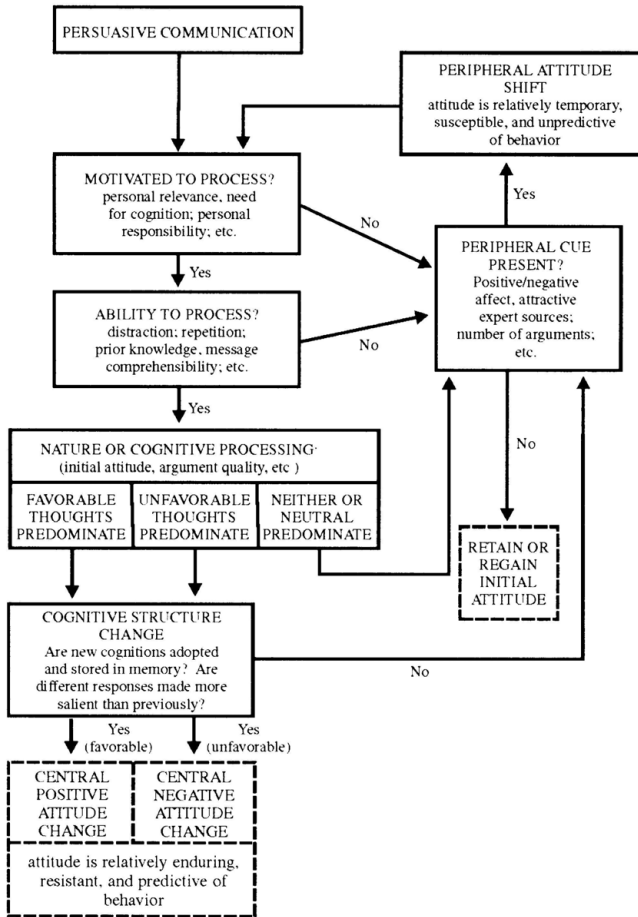 PERSUASIVE COMMUNICATION
PERIPHERAL ATTITUDE
SHIFT
attitude is relatively temporary,
susceptible, and unpredictive
of behavior
MOTIVATED TO PROCESS?
personal relevance, need
for cognition; personal
responsibility; etc.
No
Yes
Yes
PERIPHERAL CUE
PRESENT?
Positive/negative
affect, attractive
expert sources;
number of arguments;
etc.
ABILITY TO PROCESS?
distraction; repetition;
prior knowledge, message
comprehensibility; etc.
No
Yes
No
NATURE OR COGNITIVE PROCESSING
(initial attitude, argument quality, etc )
FAVORABLE
THOUGHTS
PREDOMINATE
UNFAVORABLE
THOUGHTS
PREDOMINATE
NEITHER OR
NEUTRAL
PREDOMINATE
RETAIN OR
REGAIN
INITIAL
ATTITUDE
COGNITIVE STRUCTURE
CHANGE
Are new cognitions adopted
and stored in memory? Are
different responses made more
salient than previously?
No
Yes
(favorable)
Yes
(unfavorable)
CENTRAL
POSITIVE
ATTITUDE
CHANGE
CENTRAL
NEGATIVE
ATTITUDE
CHANGE
attitude is relatively enduring,
resistant, and predictive of
behavior